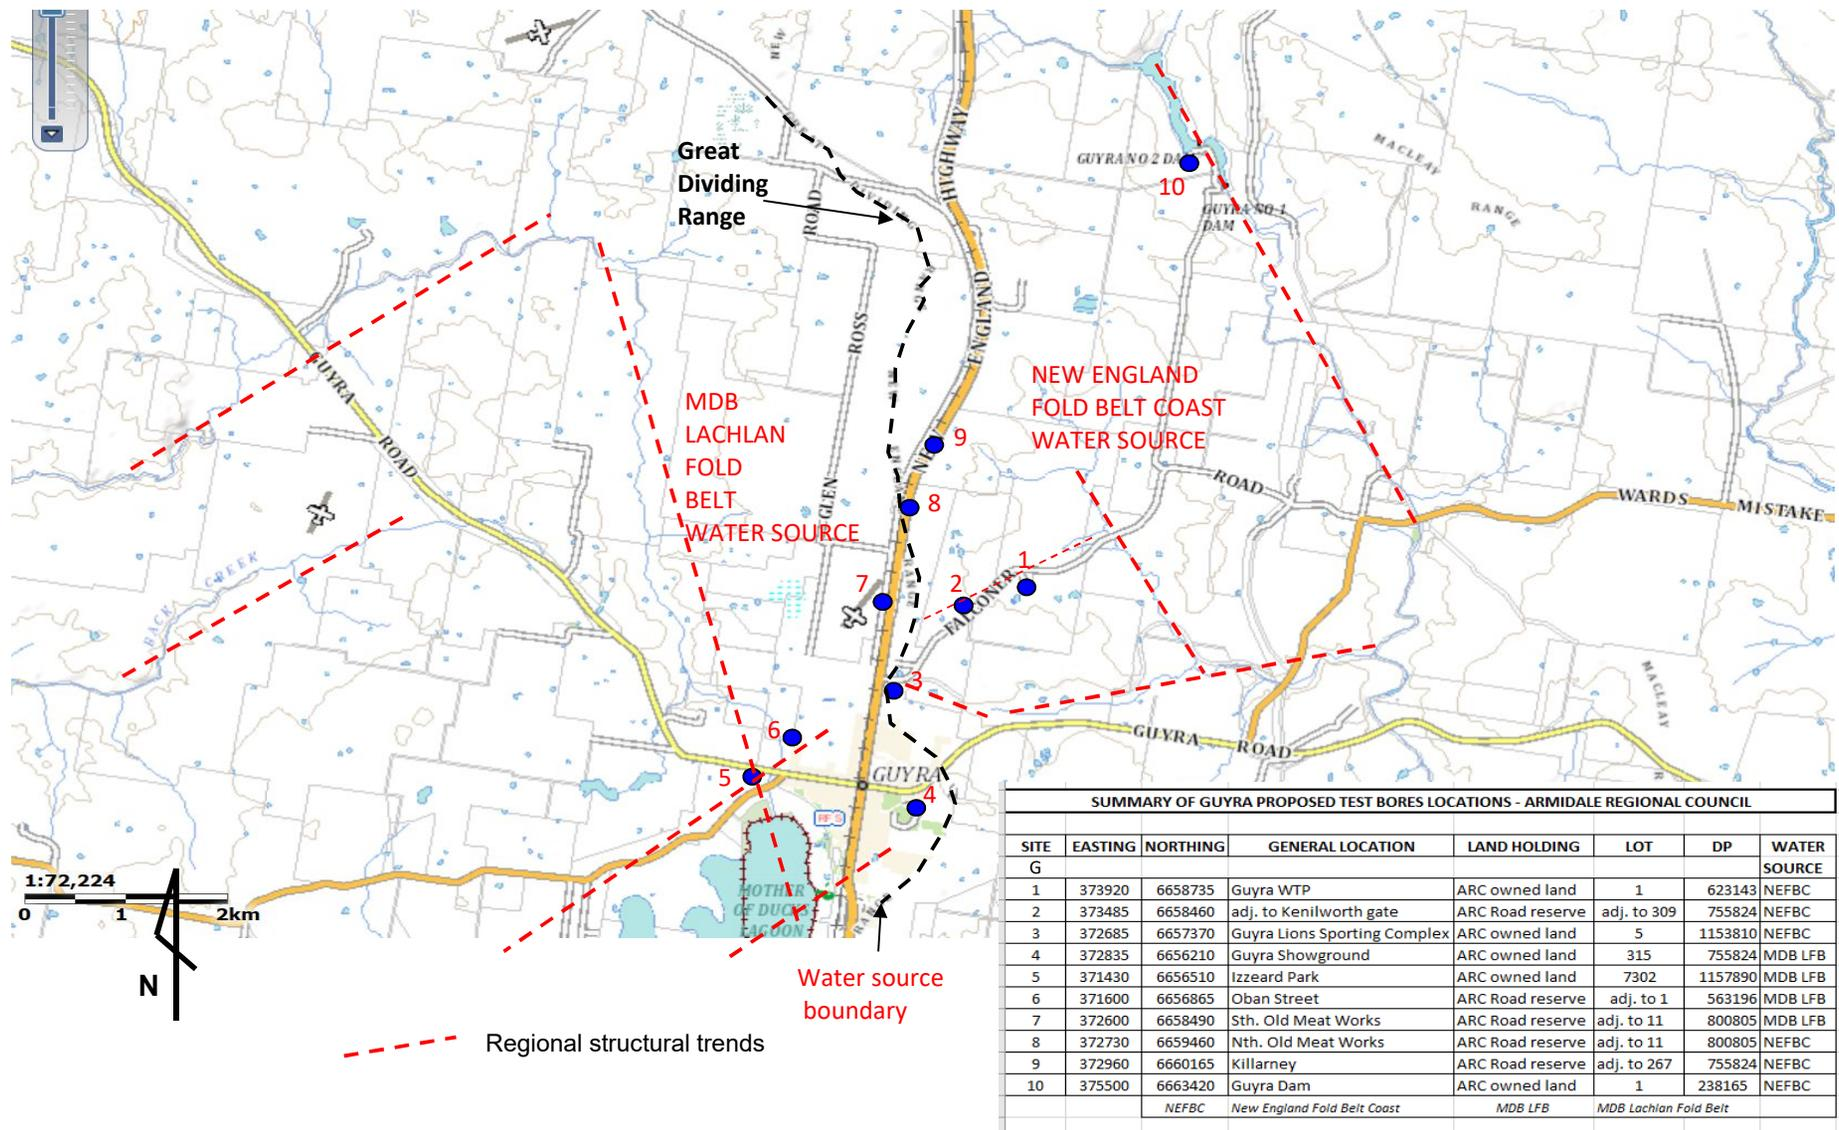 NEW
GREAT
DIVIDING
HIGHWAY
Great
Dividing
Range
ROAD
GUYRA NO 2 DAM
10
GUYRA NO 1
DAM
MACLEAY
RANGE
ENGLAND
ROSS
GLEN
NEW
GUYRA
ROAD
MDB
LACHLAN
FOLD
BELT
WATER SOURCE
NEW ENGLAND
FOLD BELT COAST
WATER SOURCE
9
8
ROAD
WARDS
MISTAKE
BACK CREEK
7
RANGE
2
1
FALCONER
3
MACLEAY
6
5
GUYRA
4
GUYRA ROAD
RFS
MOTHER
OF DUCKS
LAGOON
1:72,224
0 1 2km
N
Water source
boundary
Regional structural trends
SUMMARY OF GUYRA PROPOSED TEST BORES LOCATIONS - ARMIDALE REGIONAL COUNCIL
SITE EASTING NORTHING GENERAL LOCATION LAND HOLDING LOT DP WATER
G SOURCE
1 373920 6658735 Guyra WTP ARC owned land 1 623143 NEFBC
2 373485 6658460 adj. to Kenilworth gate ARC Road reserve adj. to 309 755824 NEFBC
3 372685 6657370 Guyra Lions Sporting Complex ARC owned land 5 1153810 NEFBC
4 372835 6656210 Guyra Showground ARC owned land 315 755824 MDB LFB
5 371430 6656510 Izzeard Park ARC owned land 7302 1157890 MDB LFB
6 371600 6656865 Oban Street ARC Road reserve adj. to 1 563196 MDB LFB
7 372600 6658490 Sth. Old Meat Works ARC Road reserve adj. to 11 800805 MDB LFB
8 372730 6659460 Nth. Old Meat Works ARC Road reserve adj. to 11 800805 NEFBC
9 372960 6660165 Killarney ARC Road reserve adj. to 267 755824 NEFBC
10 375500 6663420 Guyra Dam ARC owned land 1 238165 NEFBC
NEFBC New England Fold Belt Coast MDB LFB MDB Lachlan Fold Belt